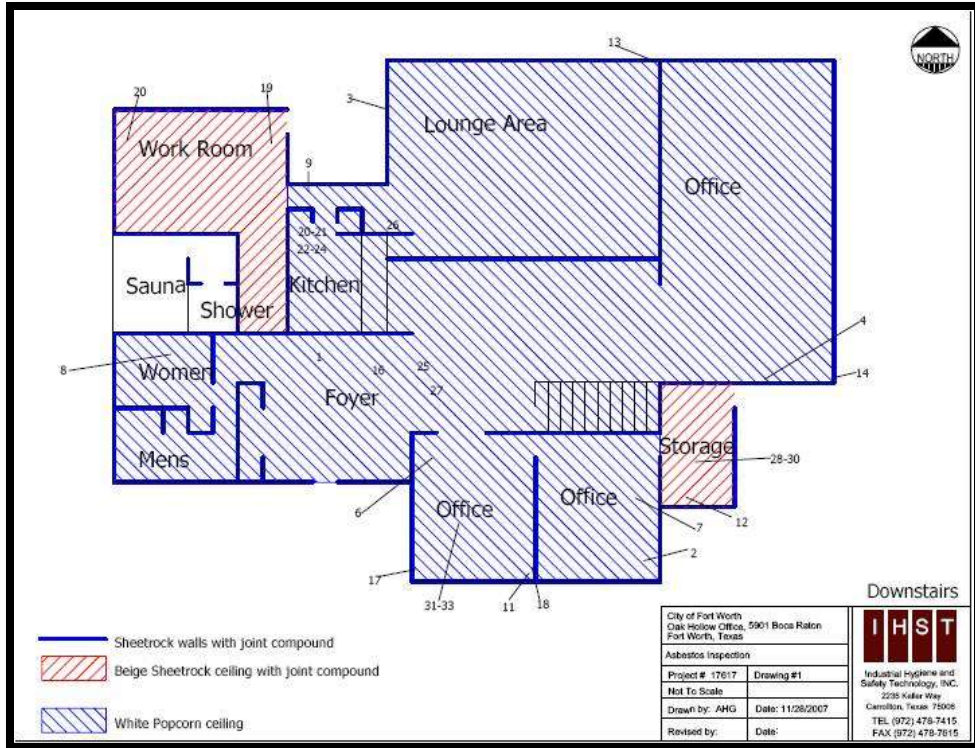 13
NORTH
20
19
3
Lounge Area
Work Room
9
Office
20-21
26
22-24
Sauna
Kitchen
Shower
4
1
8
Women
16
25
14
27
Foyer
Storage
Mens
28-30
Office
Office
6
7
12
2
17
31-33
11
18
Downstairs
Sheetrock walls with joint compound
Beige Sheetrock ceiling with joint compound
White Popcorn ceiling
City of Fort Worth
Oak Hollow Office, 5901 Boca Raton
Fort Worth, Texas
Asbestos Inspection
Project # 17617
Drawing #1
Not To Scale
Drawn by: AHG
Date: 11/28/2007
Revised by:
Date:
IHST
Industrial Hygiene and
Safety Technology, INC.
2235 Keller Way
Carrollton, Texas 75006
TEL (972) 478-7415
FAX (972) 478-7615